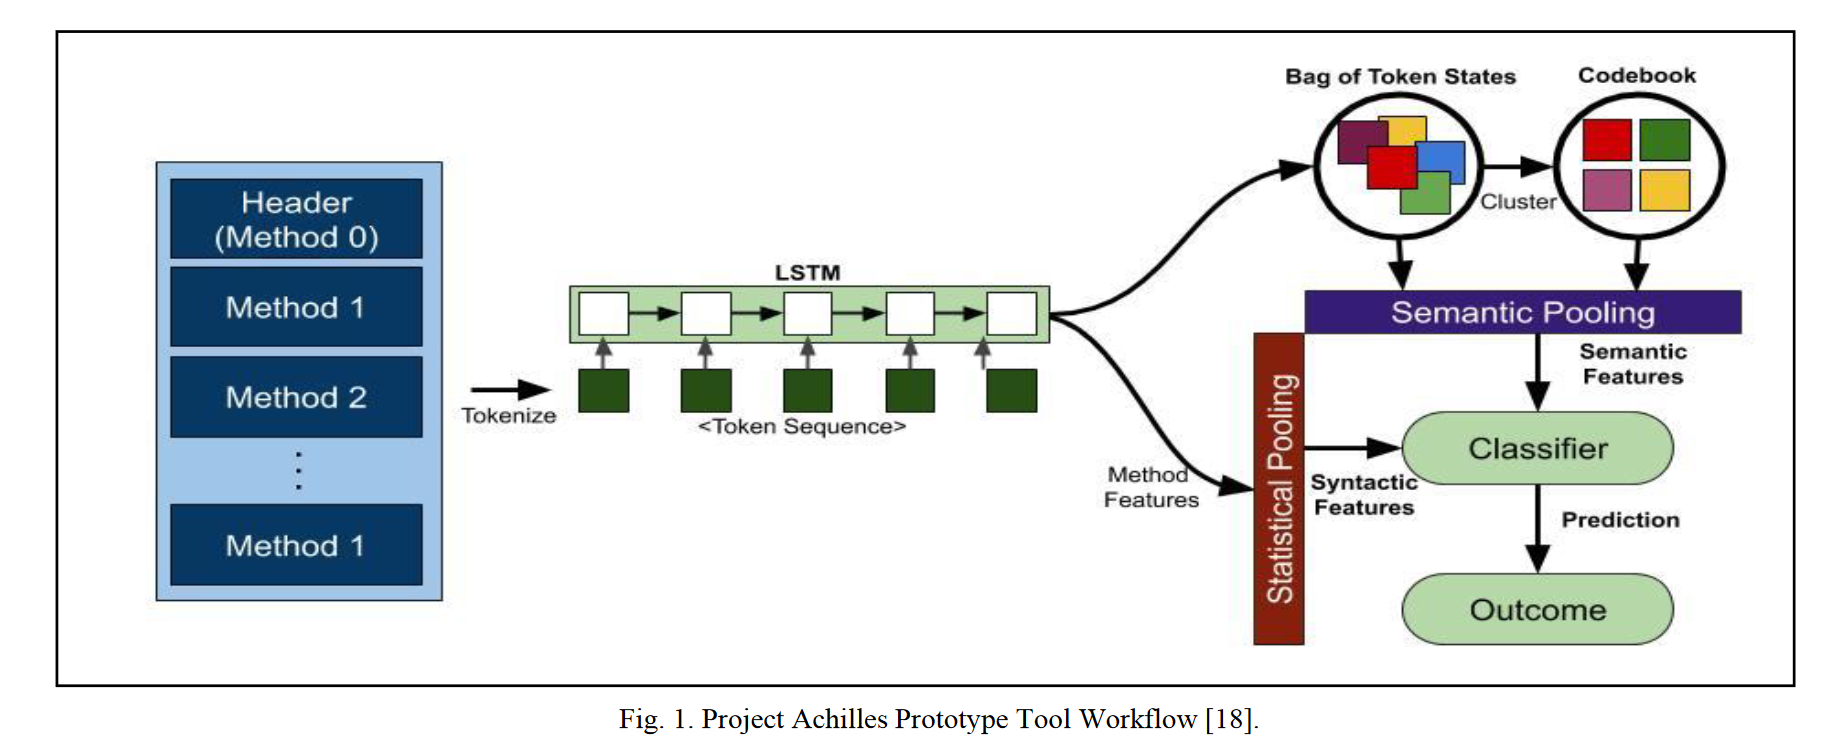 Header
(Method 0)
Method 1
Method 2
Method 1
Tokenize
LSTM
<Token Sequence>
Method
Features
Bag of Token States
Codebook
Cluster
Semantic Pooling
Semantic
Features
Statistical Pooling
Syntactic
Features
Classifier
Prediction
Outcome
Fig. 1. Project Achilles Prototype Tool Workflow [18].